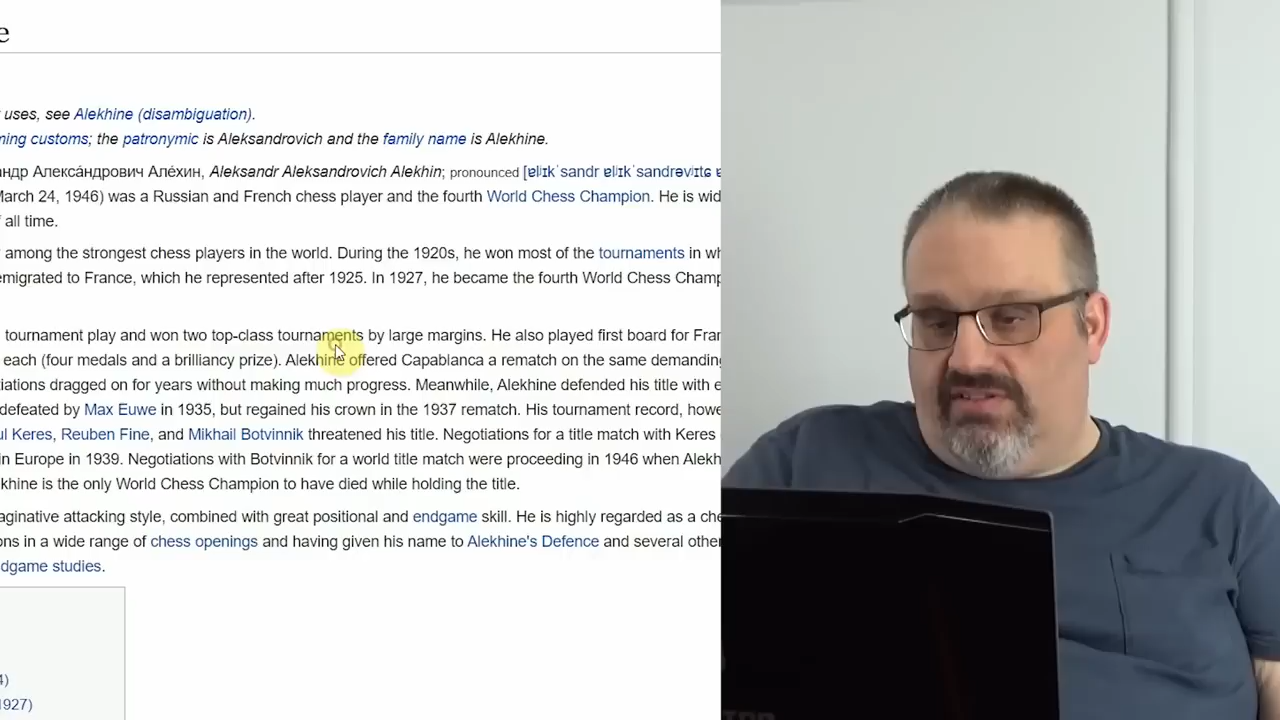 e
uses, see Alekhine (disambiguation).
ming customs; the patronymic is Aleksandrovich and the family name is Alekhine.
андр Алекса́ндрович Але́хин, Aleksandr Aleksandrovich Alekhin; pronounced [ɐlʲɪkˈsandr ɐlʲɪkˈsandrəvʲɪtɕ ɐ
March 24, 1946) was a Russian and French chess player and the fourth World Chess Champion. He is wid
f all time.
among the strongest chess players in the world. During the 1920s, he won most of the tournaments in wh
emigrated to France, which he represented after 1925. In 1927, he became the fourth World Chess Champ
tournament play and won two top-class tournaments by large margins. He also played first board for Fran
each (four medals and a brilliancy prize). Alekhine offered Capablanca a rematch on the same demanding
tiations dragged on for years without making much progress. Meanwhile, Alekhine defended his title with e
defeated by Max Euwe in 1935, but regained his crown in the 1937 rematch. His tournament record, howe
ul Keres, Reuben Fine, and Mikhail Botvinnik threatened his title. Negotiations for a title match with Keres
in Europe in 1939. Negotiations with Botvinnik for a world title match were proceeding in 1946 when Alekh
khine is the only World Chess Champion to have died while holding the title.
aginative attacking style, combined with great positional and endgame skill. He is highly regarded as a che
ons in a wide range of chess openings and having given his name to Alekhine's Defence and several other
dgame studies.
4)
1927)